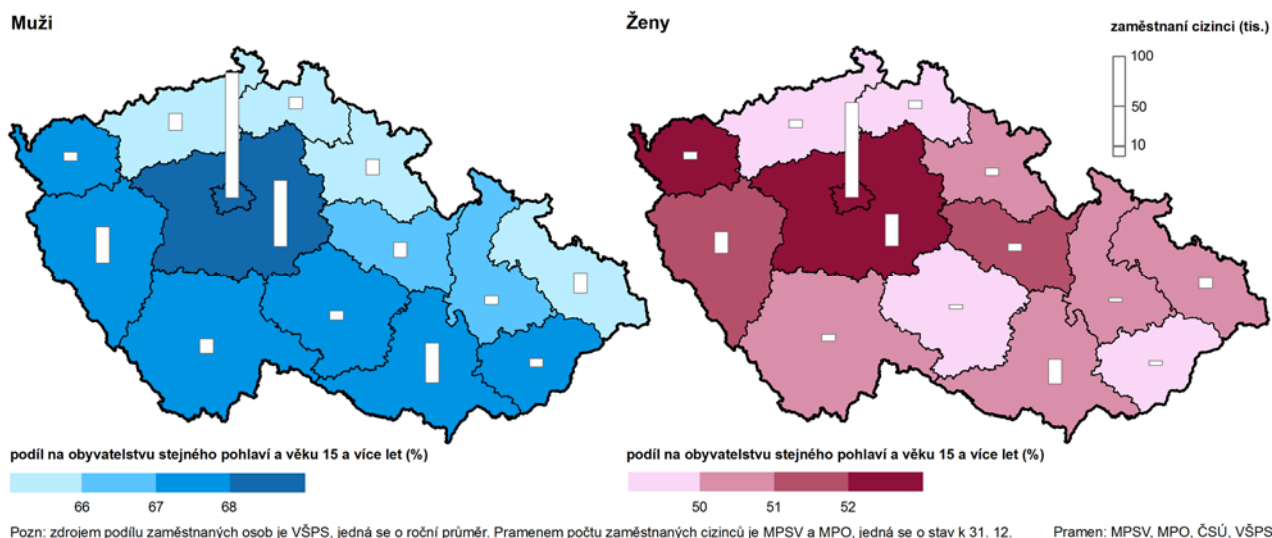 Muži
Ženy
zaměstnaní cizinci (tis.)
100
50
10
podíl na obyvatelstvu stejného pohlaví a věku 15 a více let (%)
66 67 68
podíl na obyvatelstvu stejného pohlaví a věku 15 a více let (%)
50 51 52
Pozn: zdrojem podílu zaměstnaných osob je VŠPS, jedná se o roční průměr. Pramenem počtu zaměstnaných cizinců je MPSV a MPO, jedná se o stav k 31. 12.
Pramen: MPSV, MPO, ČSÚ, VŠPS